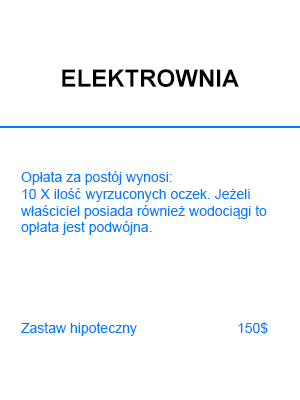 ELEKTROWNIA
Opłata za postój wynosi:
10 X ilość wyrzuconych oczek. Jeżeli
właściciel posiada również wodociągi to
opłata jest podwójna.
Zastaw hipoteczny 150$